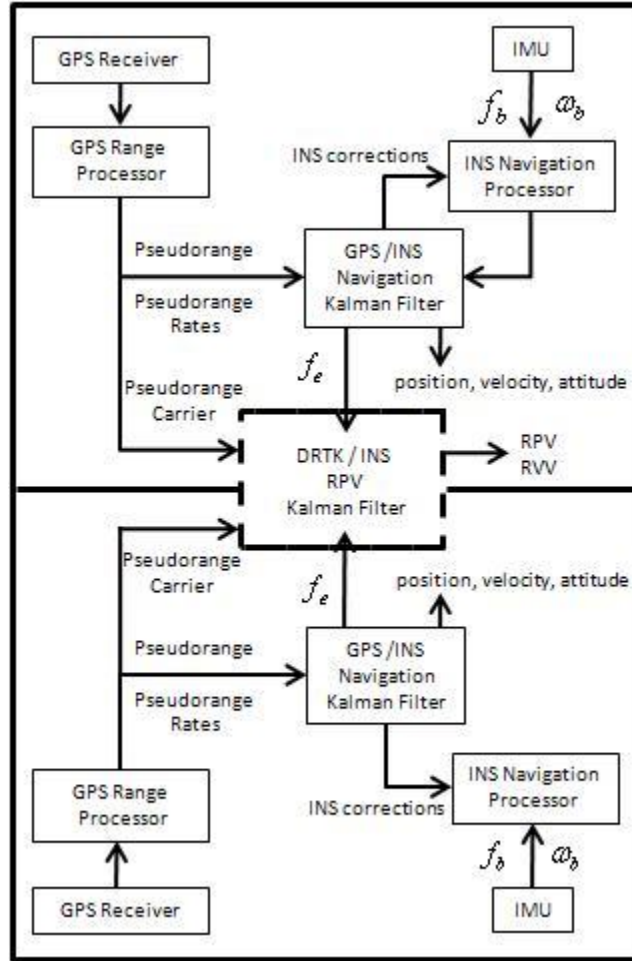 GPS Receiver
IMU
f_b ω_b
GPS Range
Processor
INS corrections
INS Navigation
Processor
Pseudorange
Pseudorange
Rates
GPS /INS
Navigation
Kalman Filter
f_e
position, velocity, attitude
Pseudorange
Carrier
DRTK / INS
RPV
Kalman Filter
RPV
RVV
Pseudorange
Carrier
f_e
position, velocity, attitude
Pseudorange
Pseudorange
Rates
GPS /INS
Navigation
Kalman Filter
GPS Range
Processor
INS corrections
INS Navigation
Processor
f_b ω_b
GPS Receiver
IMU